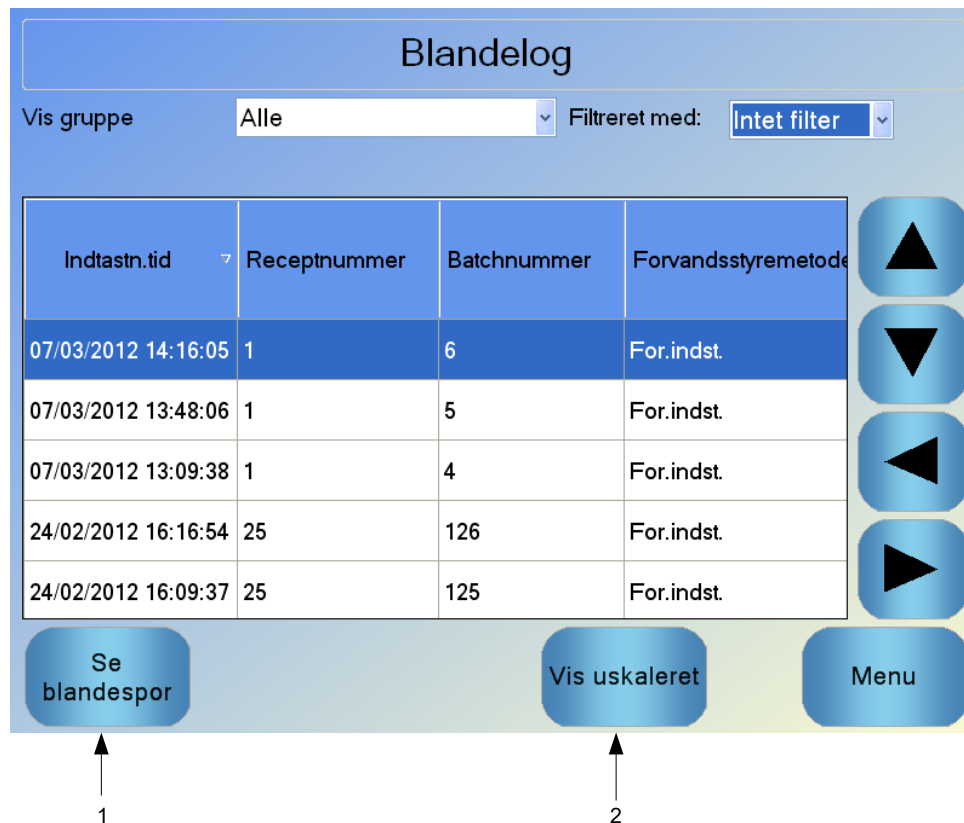 Blandelog
Vis gruppe Alle Filtreret med: Intet filter
Indtastn.tid Receptnummer Batchnummer Forvandsstyremetode
07/03/2012 14:16:05 1 6 For.indst.
07/03/2012 13:48:06 1 5 For.indst.
07/03/2012 13:09:38 1 4 For.indst.
24/02/2012 16:16:54 25 126 For.indst.
24/02/2012 16:09:37 25 125 For.indst.
Se
blandespor
Vis uskaleret
Menu
1
2